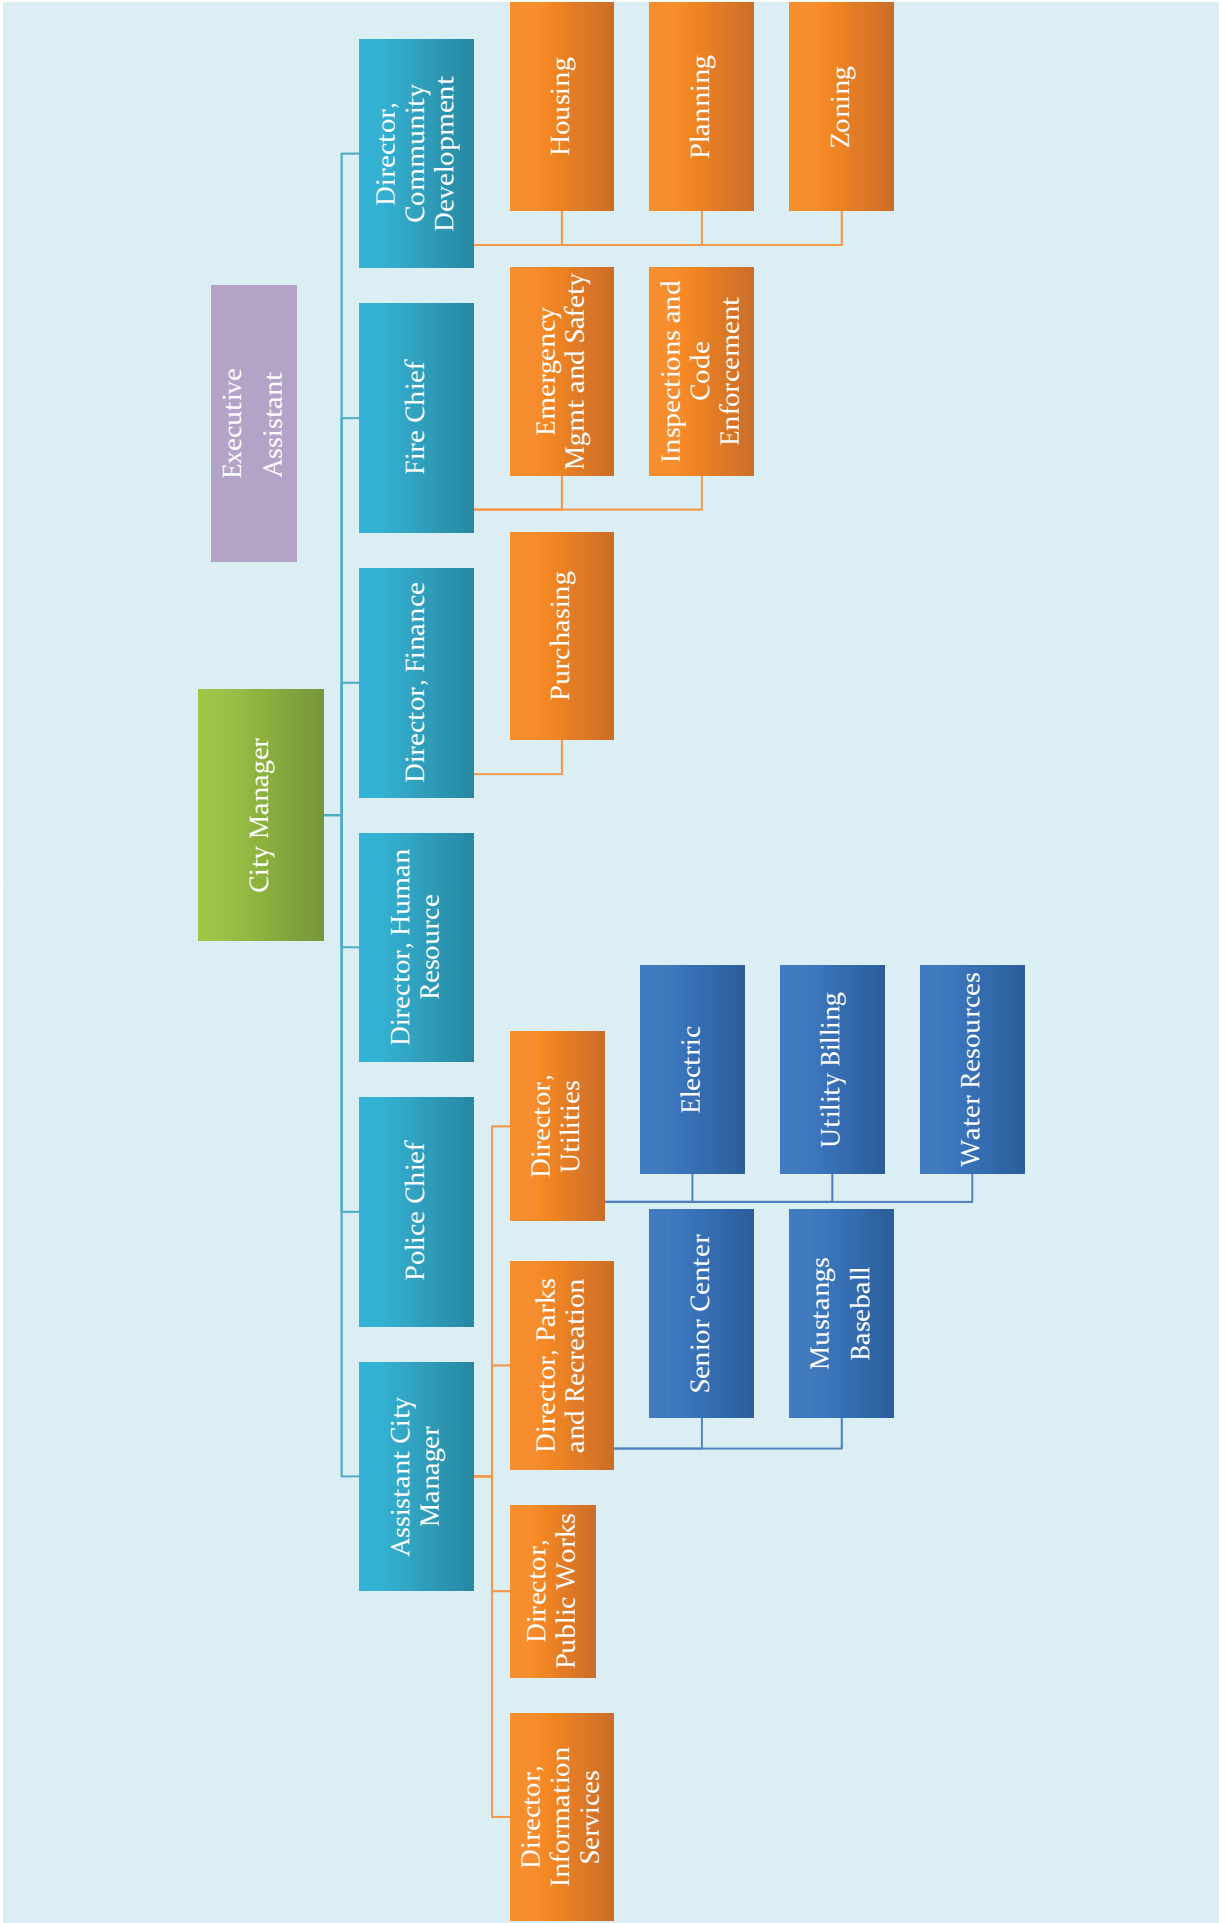 City Manager
Executive
Assistant
Assistant City
Manager
Police Chief
Director, Human
Resource
Director, Finance
Fire Chief
Director,
Community
Development
Director,
Information
Services
Director,
Public Works
Director, Parks
and Recreation
Senior Center
Mustangs
Baseball
Director,
Utilities
Electric
Utility Billing
Water Resources
Purchasing
Emergency
Mgmt and Safety
Inspections and
Code
Enforcement
Housing
Planning
Zoning